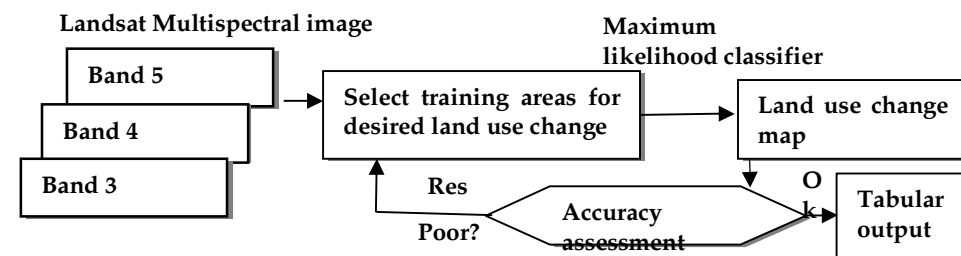 Landsat Multispectral image
Maximum
likelihood classifier
Band 5
Select training areas for
desired land use change
Land use change
map
Band 4
Band 3
Res
Poor?
Accuracy
assessment
O
k
Tabular
output